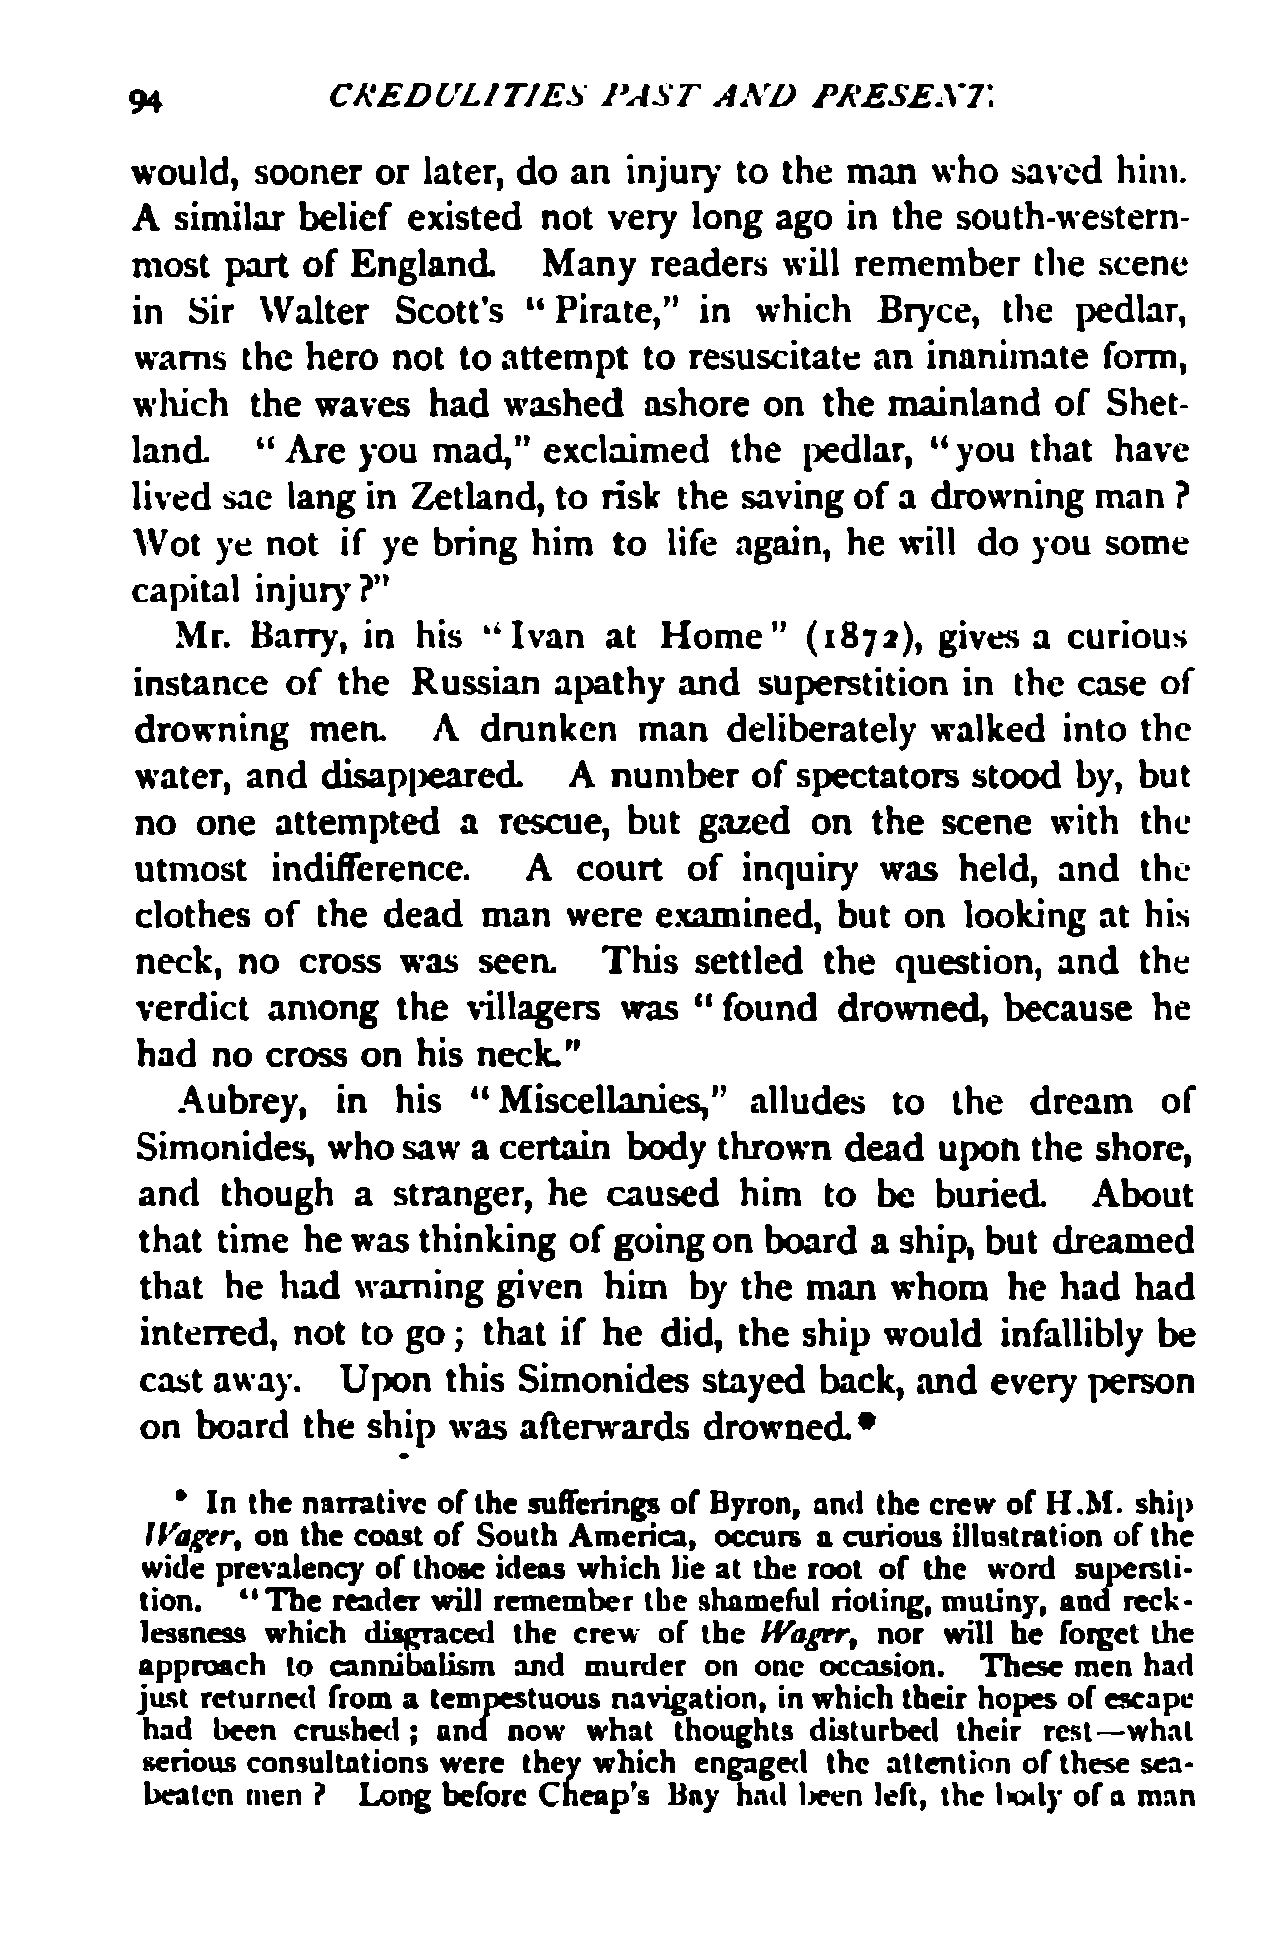 94 CREDULITIES PAST AND PRESENT.
would, sooner or later, do an injury to the man who saved him.
A similar belief existed not very long ago in the south-western-
most part of England. Many readers will remember the scene
in Sir Walter Scott's "Pirate," in which Bryce, the pedlar,
warns the hero not to attempt to resuscitate an inanimate form,
which the waves had washed ashore on the mainland of Shet-
land. "Are you mad," exclaimed the pedlar, "you that have
lived sae lang in Zetland, to risk the saving of a drowning man?
Wot ye not if ye bring him to life again, he will do you some
capital injury?"
Mr. Barry, in his "Ivan at Home" (1872), gives a curious
instance of the Russian apathy and superstition in the case of
drowning men. A drunken man deliberately walked into the
water, and disappeared. A number of spectators stood by, but
no one attempted a rescue, but gazed on the scene with the
utmost indifference. A court of inquiry was held, and the
clothes of the dead man were examined, but on looking at his
neck, no cross was seen. This settled the question, and the
verdict among the villagers was "found drowned, because he
had no cross on his neck."
Aubrey, in his "Miscellanies," alludes to the dream of
Simonides, who saw a certain body thrown dead upon the shore,
and though a stranger, he caused him to be buried. About
that time he was thinking of going on board a ship, but dreamed
that he had warning given him by the man whom he had had
interred, not to go; that if he did, the ship would infallibly be
cast away. Upon this Simonides stayed back, and every person
on board the ship was afterwards drowned.*
* In the narrative of the sufferings of Byron, and the crew of H.M. ship
Wager, on the coast of South America, occurs a curious illustration of the
wide prevalency of those ideas which lie at the root of the word supersti-
tion. "The reader will remember the shameful rioting, mutiny, and reck-
lessness which disgraced the crew of the Wager, nor will he forget the
approach to cannibalism and murder on one occasion. These men had
just returned from a tempestuous navigation, in which their hopes of escape
had been crushed; and now what thoughts disturbed their rest—what
serious consultations were they which engaged the attention of these sea-
beaten men? Long before Cheap's Bay had been left, the body of a man